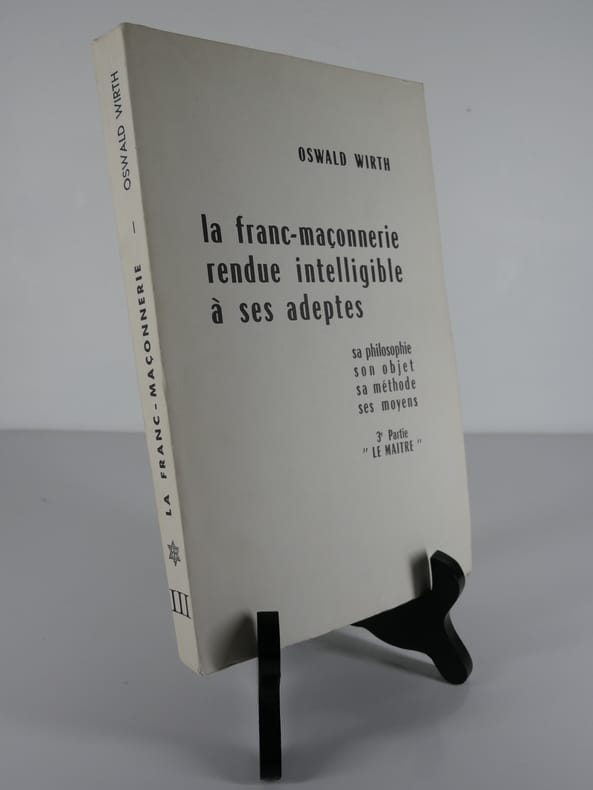 OSWALD WIRTH
la franc-maçonnerie
rendue intelligible
à ses adeptes
sa philosophie
son objet
sa méthode
ses moyens
3e Partie
" LE MAITRE "
LA FRANC-MAÇONNERIE — OSWALD WIRTH
III